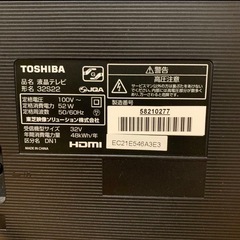 TOSHIBA
液晶テレビ
形名 32S22
JQA
定格電圧 100V~
定格消費電力 52W
定格周波数 50/60Hz
東芝映像ソリューション株式会社
受信機型サイズ 32V
年間消費電力量 48kWh/年
区分名 DN1
MADE IN CHINA
HDMI
警告
高圧注意
製造番号
58210277
EC21E546A3E3